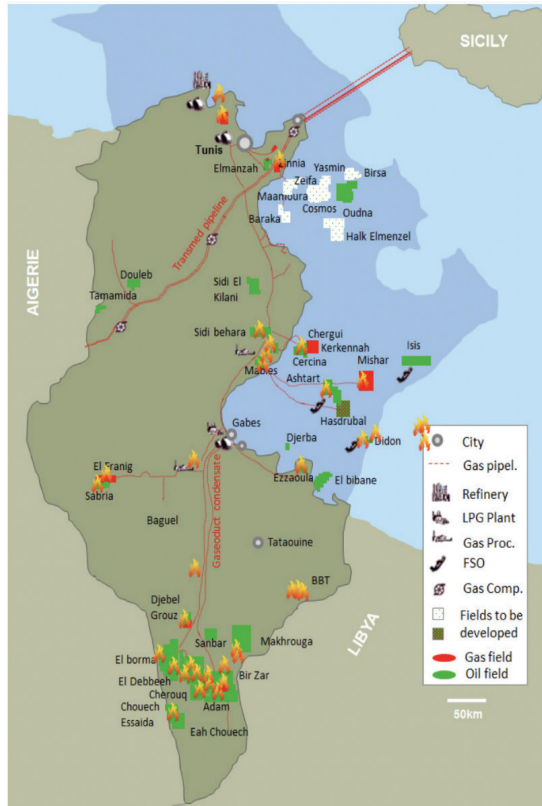 SICILY
Tunis
Elmanzah
Zinnia
Yasmin
Birsa
Zeifa
Maamoura
Cosmos
Oudna
Baraka
Halk Elmenzel
Transmed pipeline
AlGERIE
Douleb
Tamamida
Sidi El
Kilani
Sidi behara
Chergui
Kerkennah
Cercina
Mahies
Isis
Mishar
Ashtart
Hasdrubal
Gabes
Djerba
Didon
El Franig
Sabria
Ezzaoula
El bibane
Baguel
Gaseoduct condensate
Tataouine
BBT
Djebel
Grouz
Sanbar
Makhrouga
LIBYA
El borma
El Debbeeh
Cherouq
Adam
Bir Zar
Chouech
Essaida
Eah Chouech
City
Gas pipel.
Refinery
LPG Plant
Gas Proc.
FSO
Gas Comp.
Fields to be
developed
Gas field
Oil field
50km